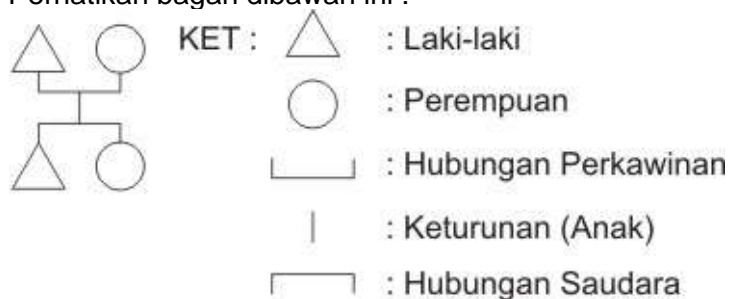 Perhatikan bagan dibawah ini :
KET : : Laki-laki
: Perempuan
: Hubungan Perkawinan
: Keturunan (Anak)
: Hubungan Saudara